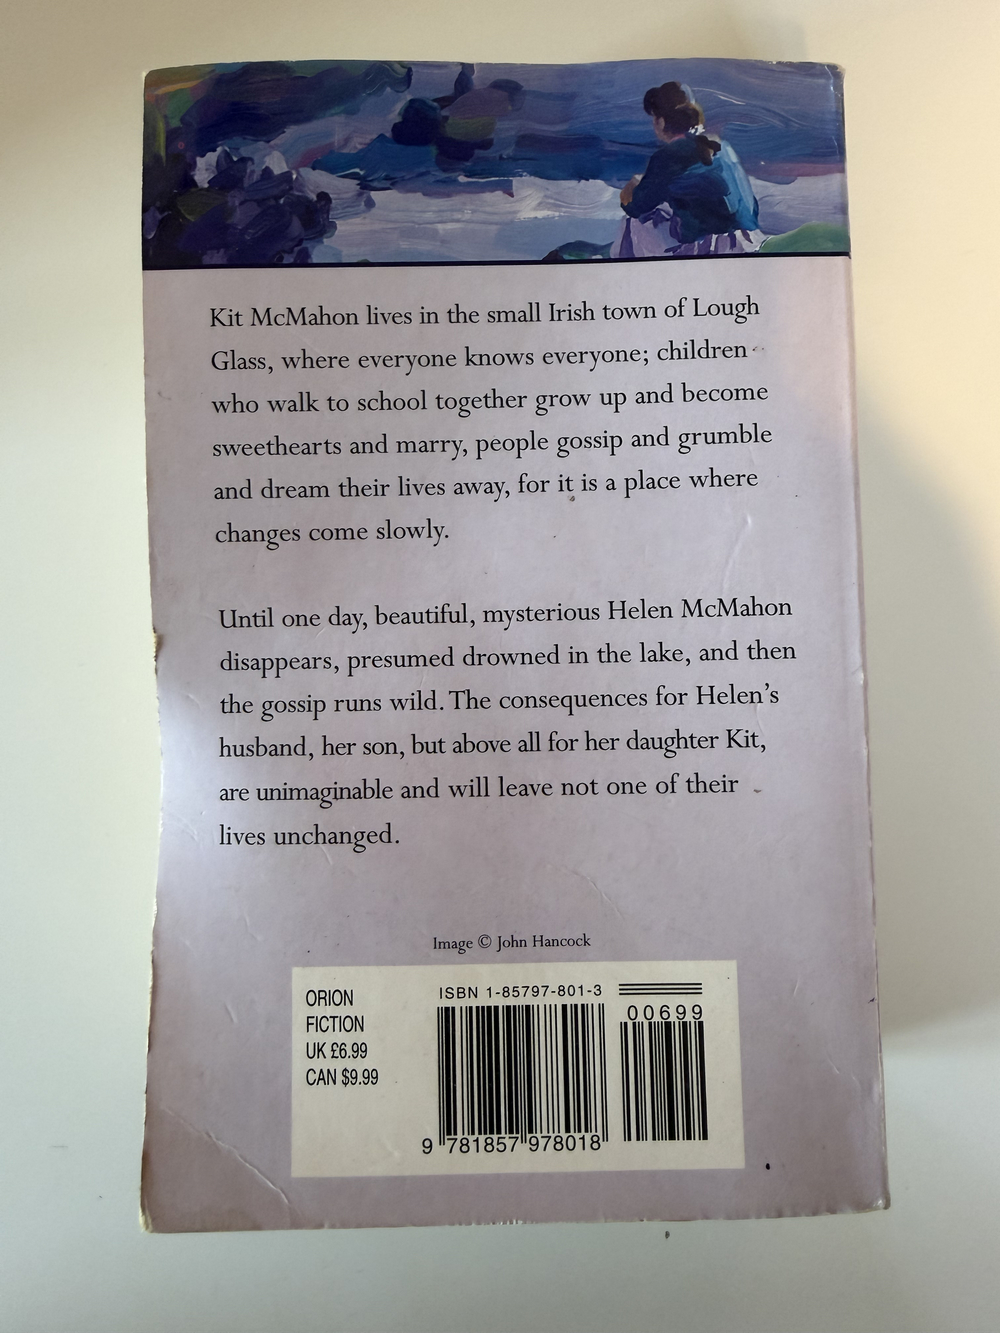 Kit McMahon lives in the small Irish town of Lough
Glass, where everyone knows everyone; children
who walk to school together grow up and become
sweethearts and marry, people gossip and grumble
and dream their lives away, for it is a place where
changes come slowly.
Until one day, beautiful, mysterious Helen McMahon
disappears, presumed drowned in the lake, and then
the gossip runs wild. The consequences for Helen's
husband, her son, but above all for her daughter Kit,
are unimaginable and will leave not one of their
lives unchanged.
Image © John Hancock
ORION
FICTION
UK £6.99
CAN $9.99
ISBN 1-85797-801-3
00699
9 781857 978018